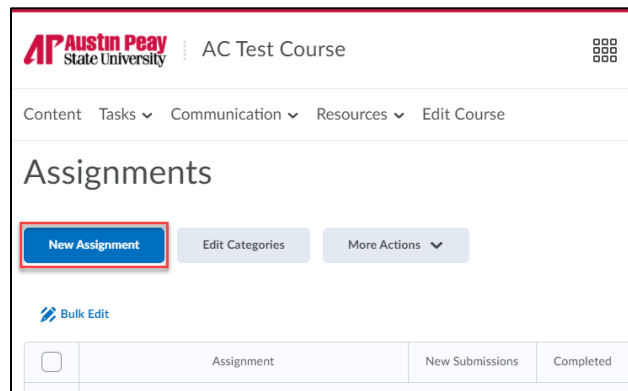 AP Austin Peay State University AC Test Course
Content Tasks Communication Resources Edit Course
Assignments
New Assignment Edit Categories More Actions
Bulk Edit
Assignment New Submissions Completed